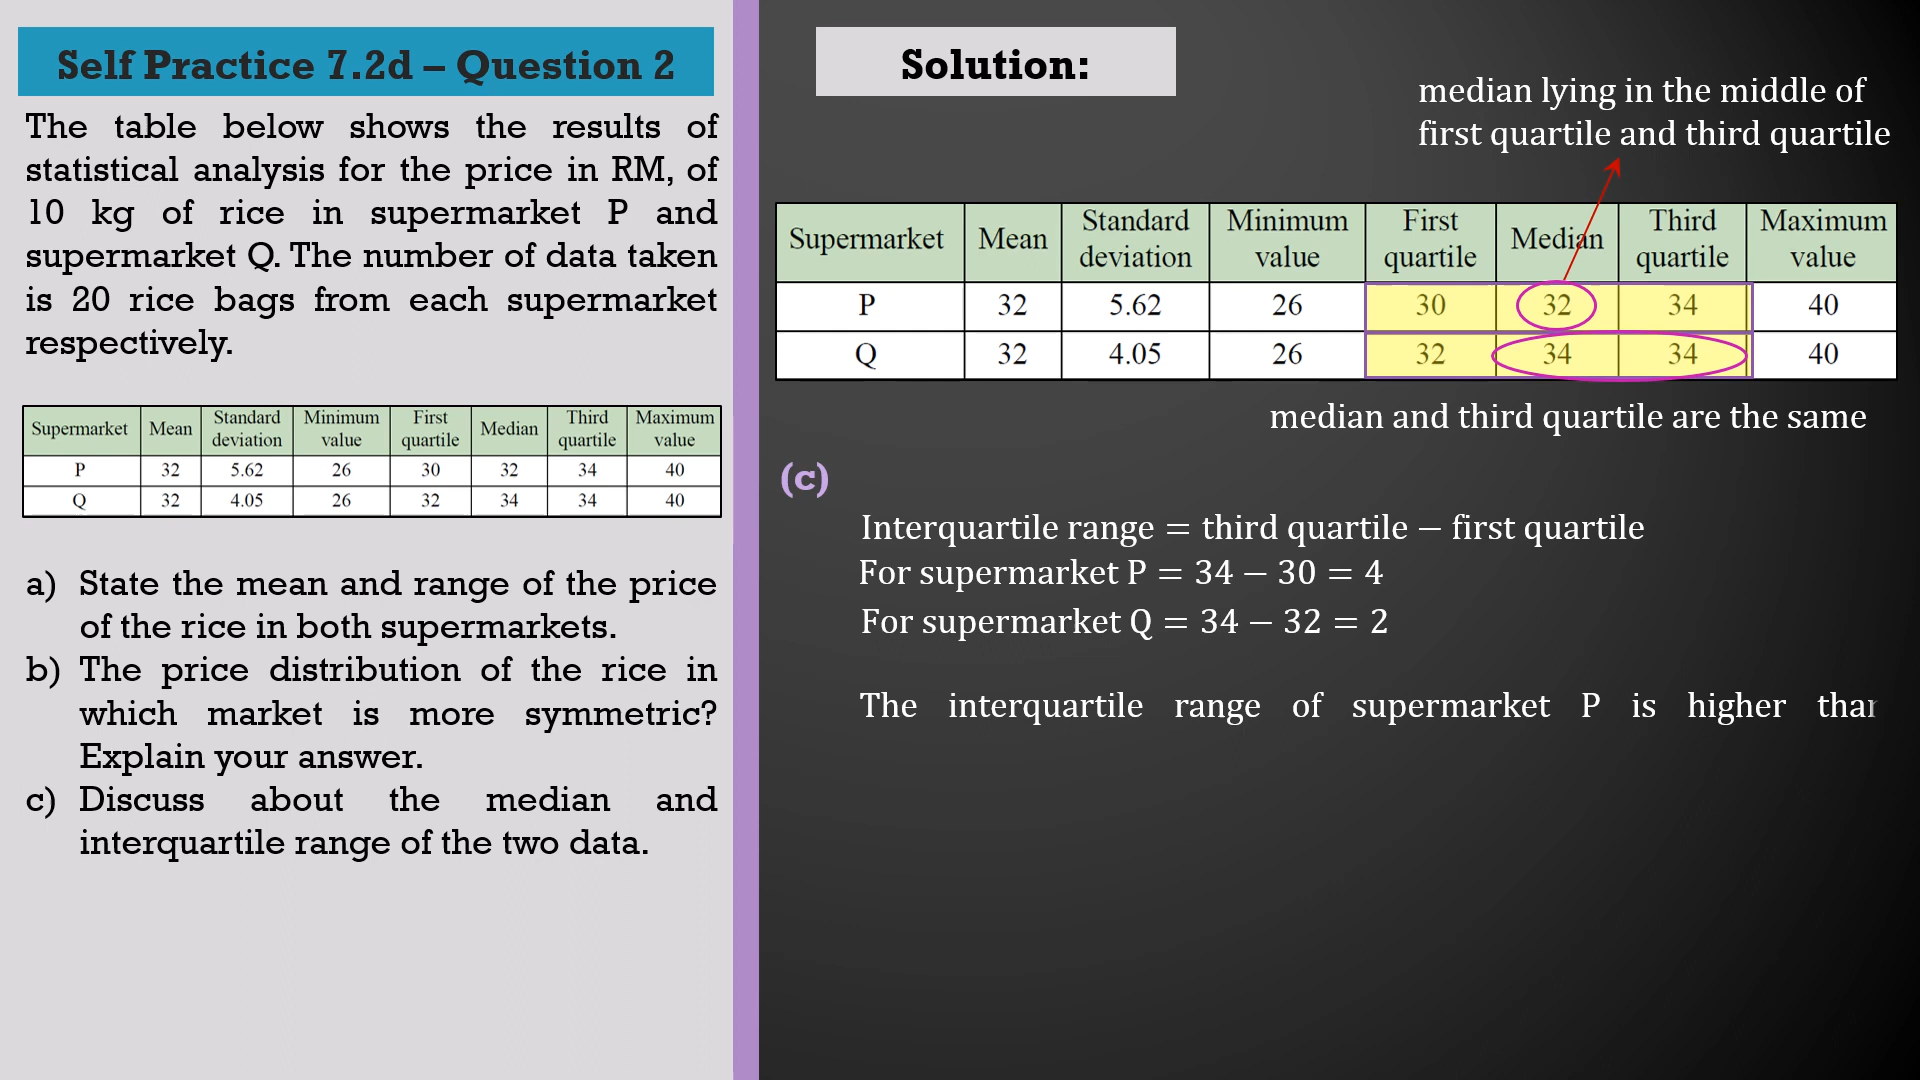 Self Practice 7.2d – Question 2
The table below shows the results of
statistical analysis for the price in RM, of
10 kg of rice in supermarket P and
supermarket Q. The number of data taken
is 20 rice bags from each supermarket
respectively.
Supermarket Mean Standard deviation Minimum value First quartile Median Third quartile Maximum value
P 32 5.62 26 30 32 34 40
Q 32 4.05 26 32 34 34 40
a) State the mean and range of the price
of the rice in both supermarkets.
b) The price distribution of the rice in
which market is more symmetric?
Explain your answer.
c) Discuss about the median and
interquartile range of the two data.
Solution:
median lying in the middle of
first quartile and third quartile
Supermarket Mean Standard deviation Minimum value First quartile Median Third quartile Maximum value
P 32 5.62 26 30 32 34 40
Q 32 4.05 26 32 34 34 40
median and third quartile are the same
(c)
Interquartile range = third quartile − first quartile
For supermarket P = 34 − 30 = 4
For supermarket Q = 34 − 32 = 2
The interquartile range of supermarket P is higher than